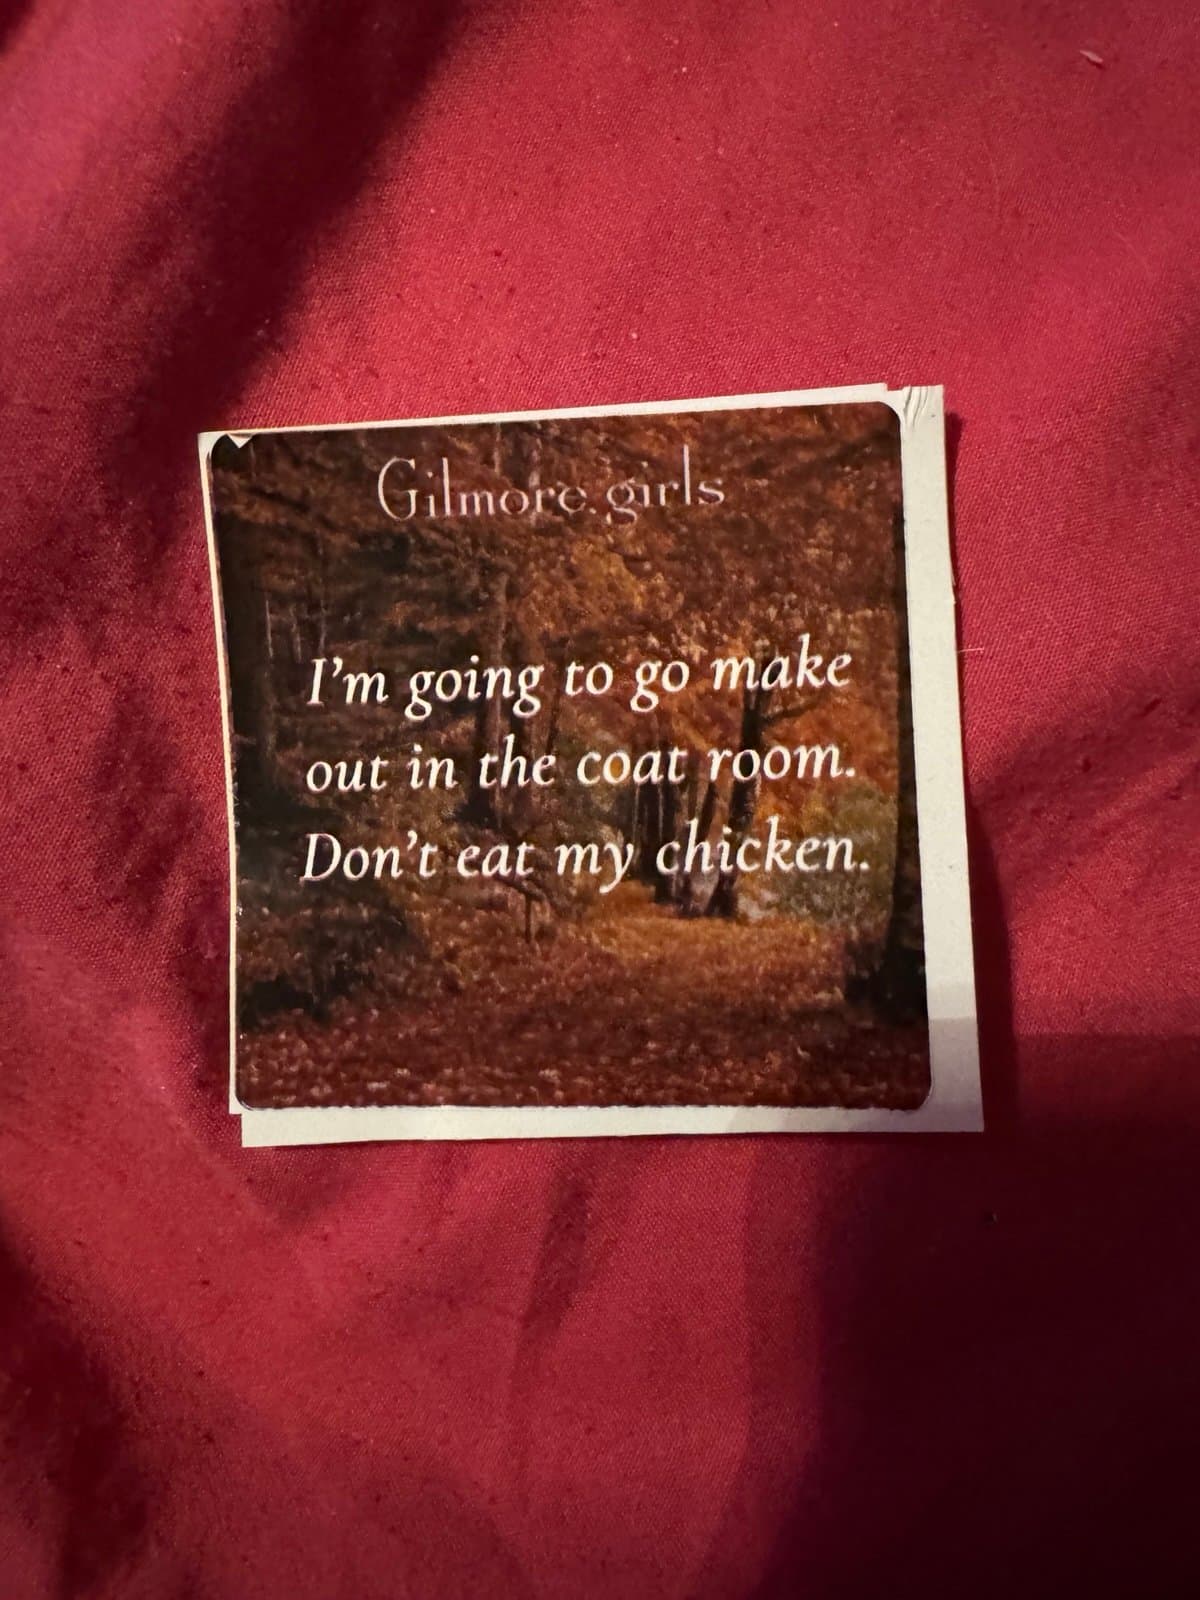 Gilmore girls
I'm going to go make
out in the coat room.
Don't eat my chicken.